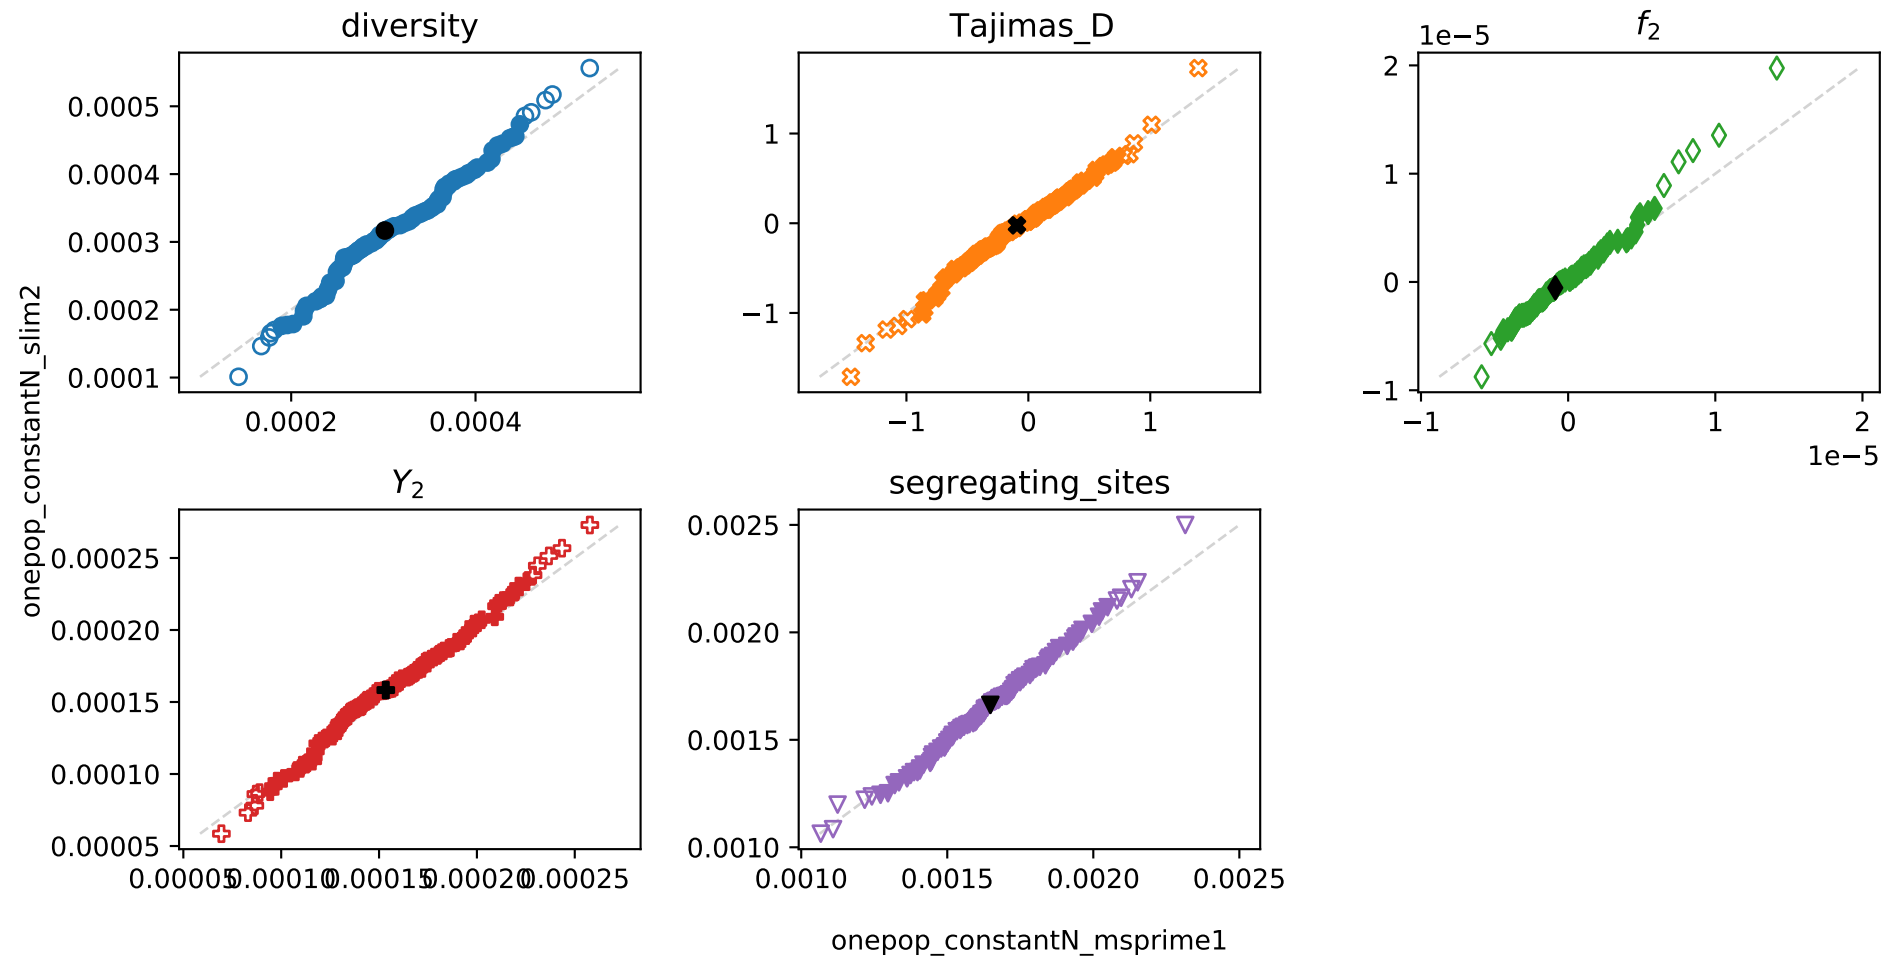 diversity
0.0005
0.0004
0.0003
0.0002
0.0001
0.0002 0.0004
Tajimas_D
1
0
−1
−1 0 1
1e−5
f2
2
1
0
−1
−1 0 1 2
1e−5
onepop_constantN_slim2
Y2
0.00025
0.00020
0.00015
0.00010
0.00005
0.00005 0.00010 0.00015 0.00020 0.00025
segregating_sites
0.0025
0.0020
0.0015
0.0010
0.0010 0.0015 0.0020 0.0025
onepop_constantN_msprime1